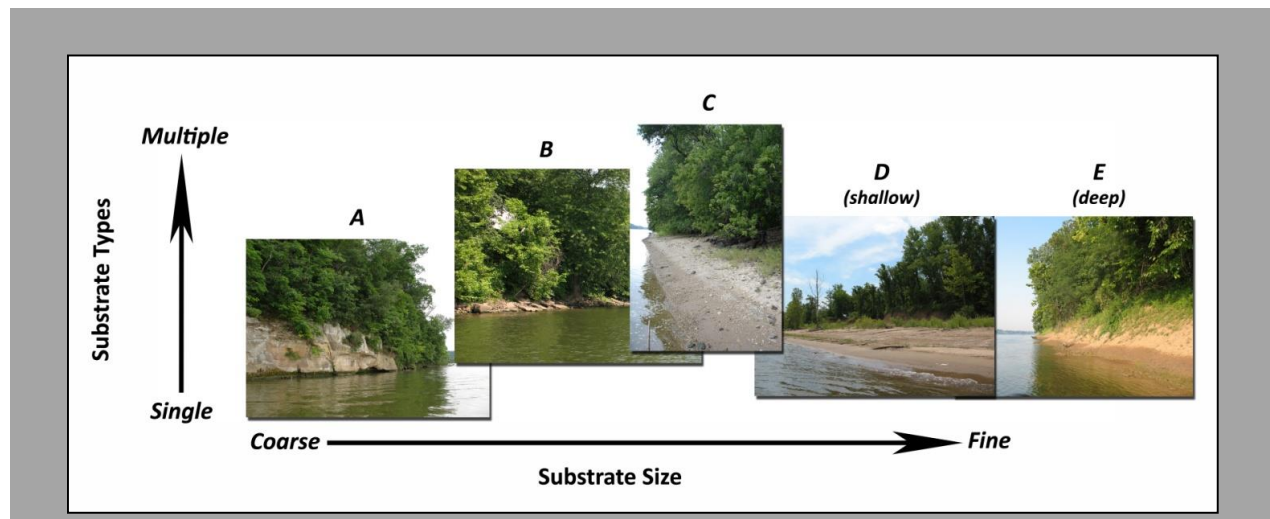 C
Multiple
B
D
(shallow)
E
(deep)
A
Substrate Types
Single
Coarse
Fine
Substrate Size